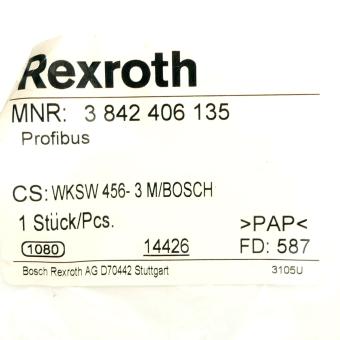 Rexroth
MNR: 3 842 406 135
Profibus
CS: WKSW 456- 3 M/BOSCH
1 Stück/Pcs. >PAP<
1080 14426 FD: 587
Bosch Rexroth AG D70442 Stuttgart 3105U